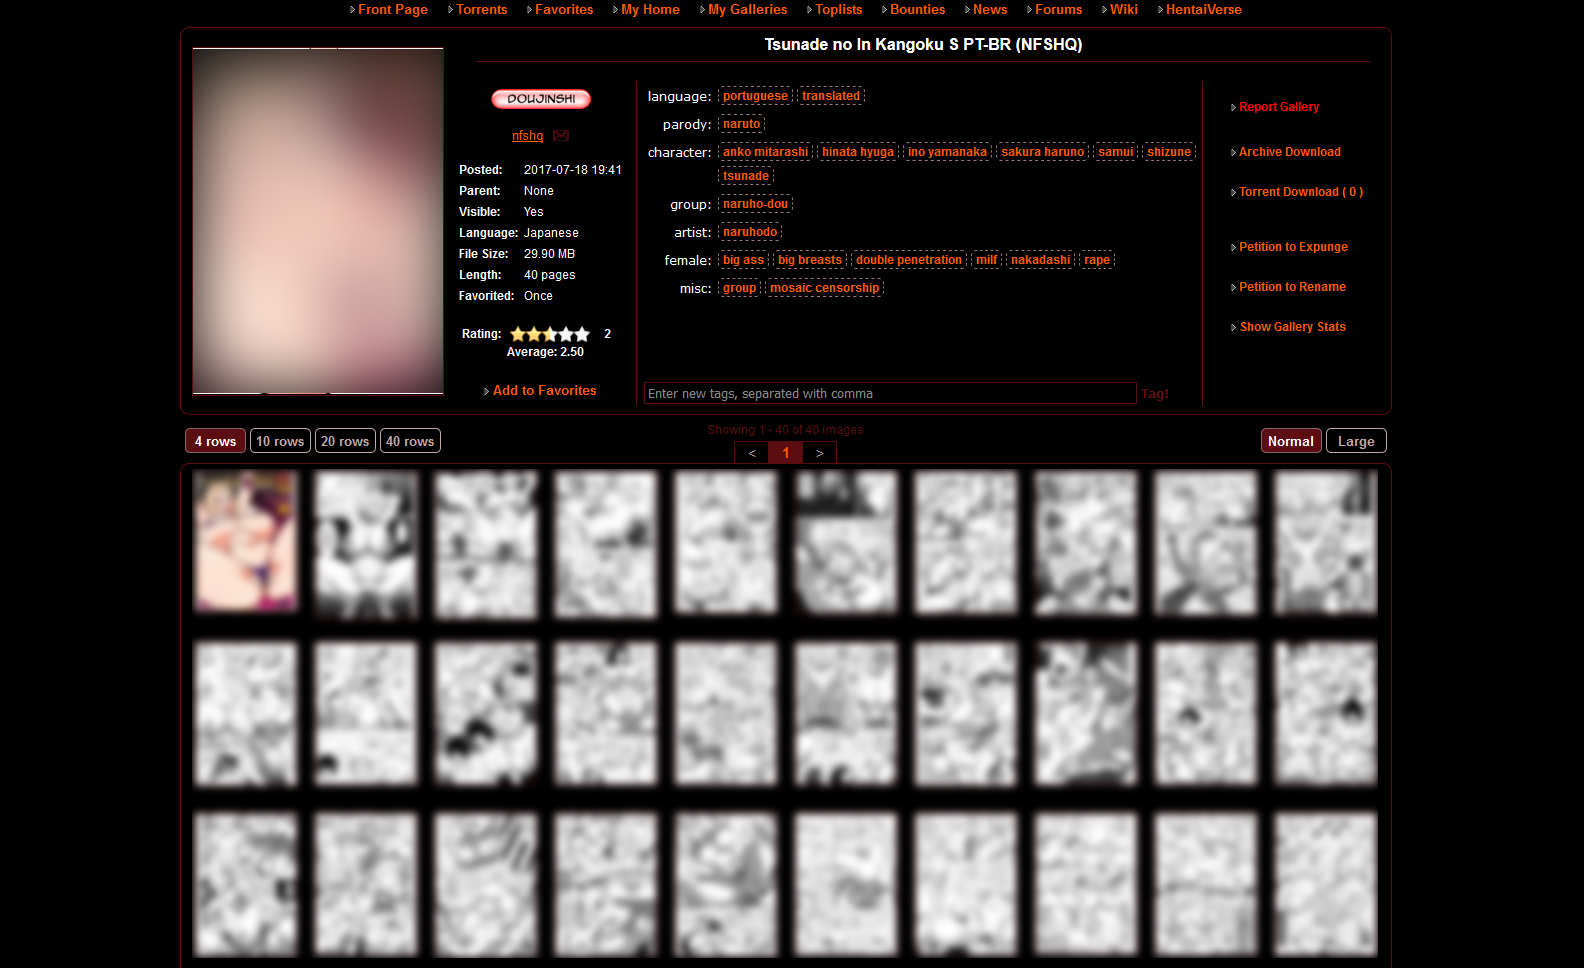 Front Page Torrents Favorites My Home My Galleries Toplists Bounties News Forums Wiki HentaiVerse
Tsunade no In Kangoku S PT-BR (NFSHQ)
DOUJINSHI
nfshq
Posted: 2017-07-18 19:41
Parent: None
Visible: Yes
Language: Japanese
File Size: 29.90 MB
Length: 40 pages
Favorited: Once
Rating: 2
Average: 2.50
Add to Favorites
language: portuguese translated
parody: naruto
character: anko mitarashi hinata hyuga ino yamanaka sakura haruno samui shizune
tsunade
group: naruho-dou
artist: naruhodo
female: big ass big breasts double penetration milf nakadashi rape
misc: group mosaic censorship
Enter new tags, separated with comma Tag!
Report Gallery
Archive Download
Torrent Download ( 0 )
Petition to Expunge
Petition to Rename
Show Gallery Stats
Showing 1 - 40 of 40 images
4 rows 10 rows 20 rows 40 rows
< 1 >
Normal Large